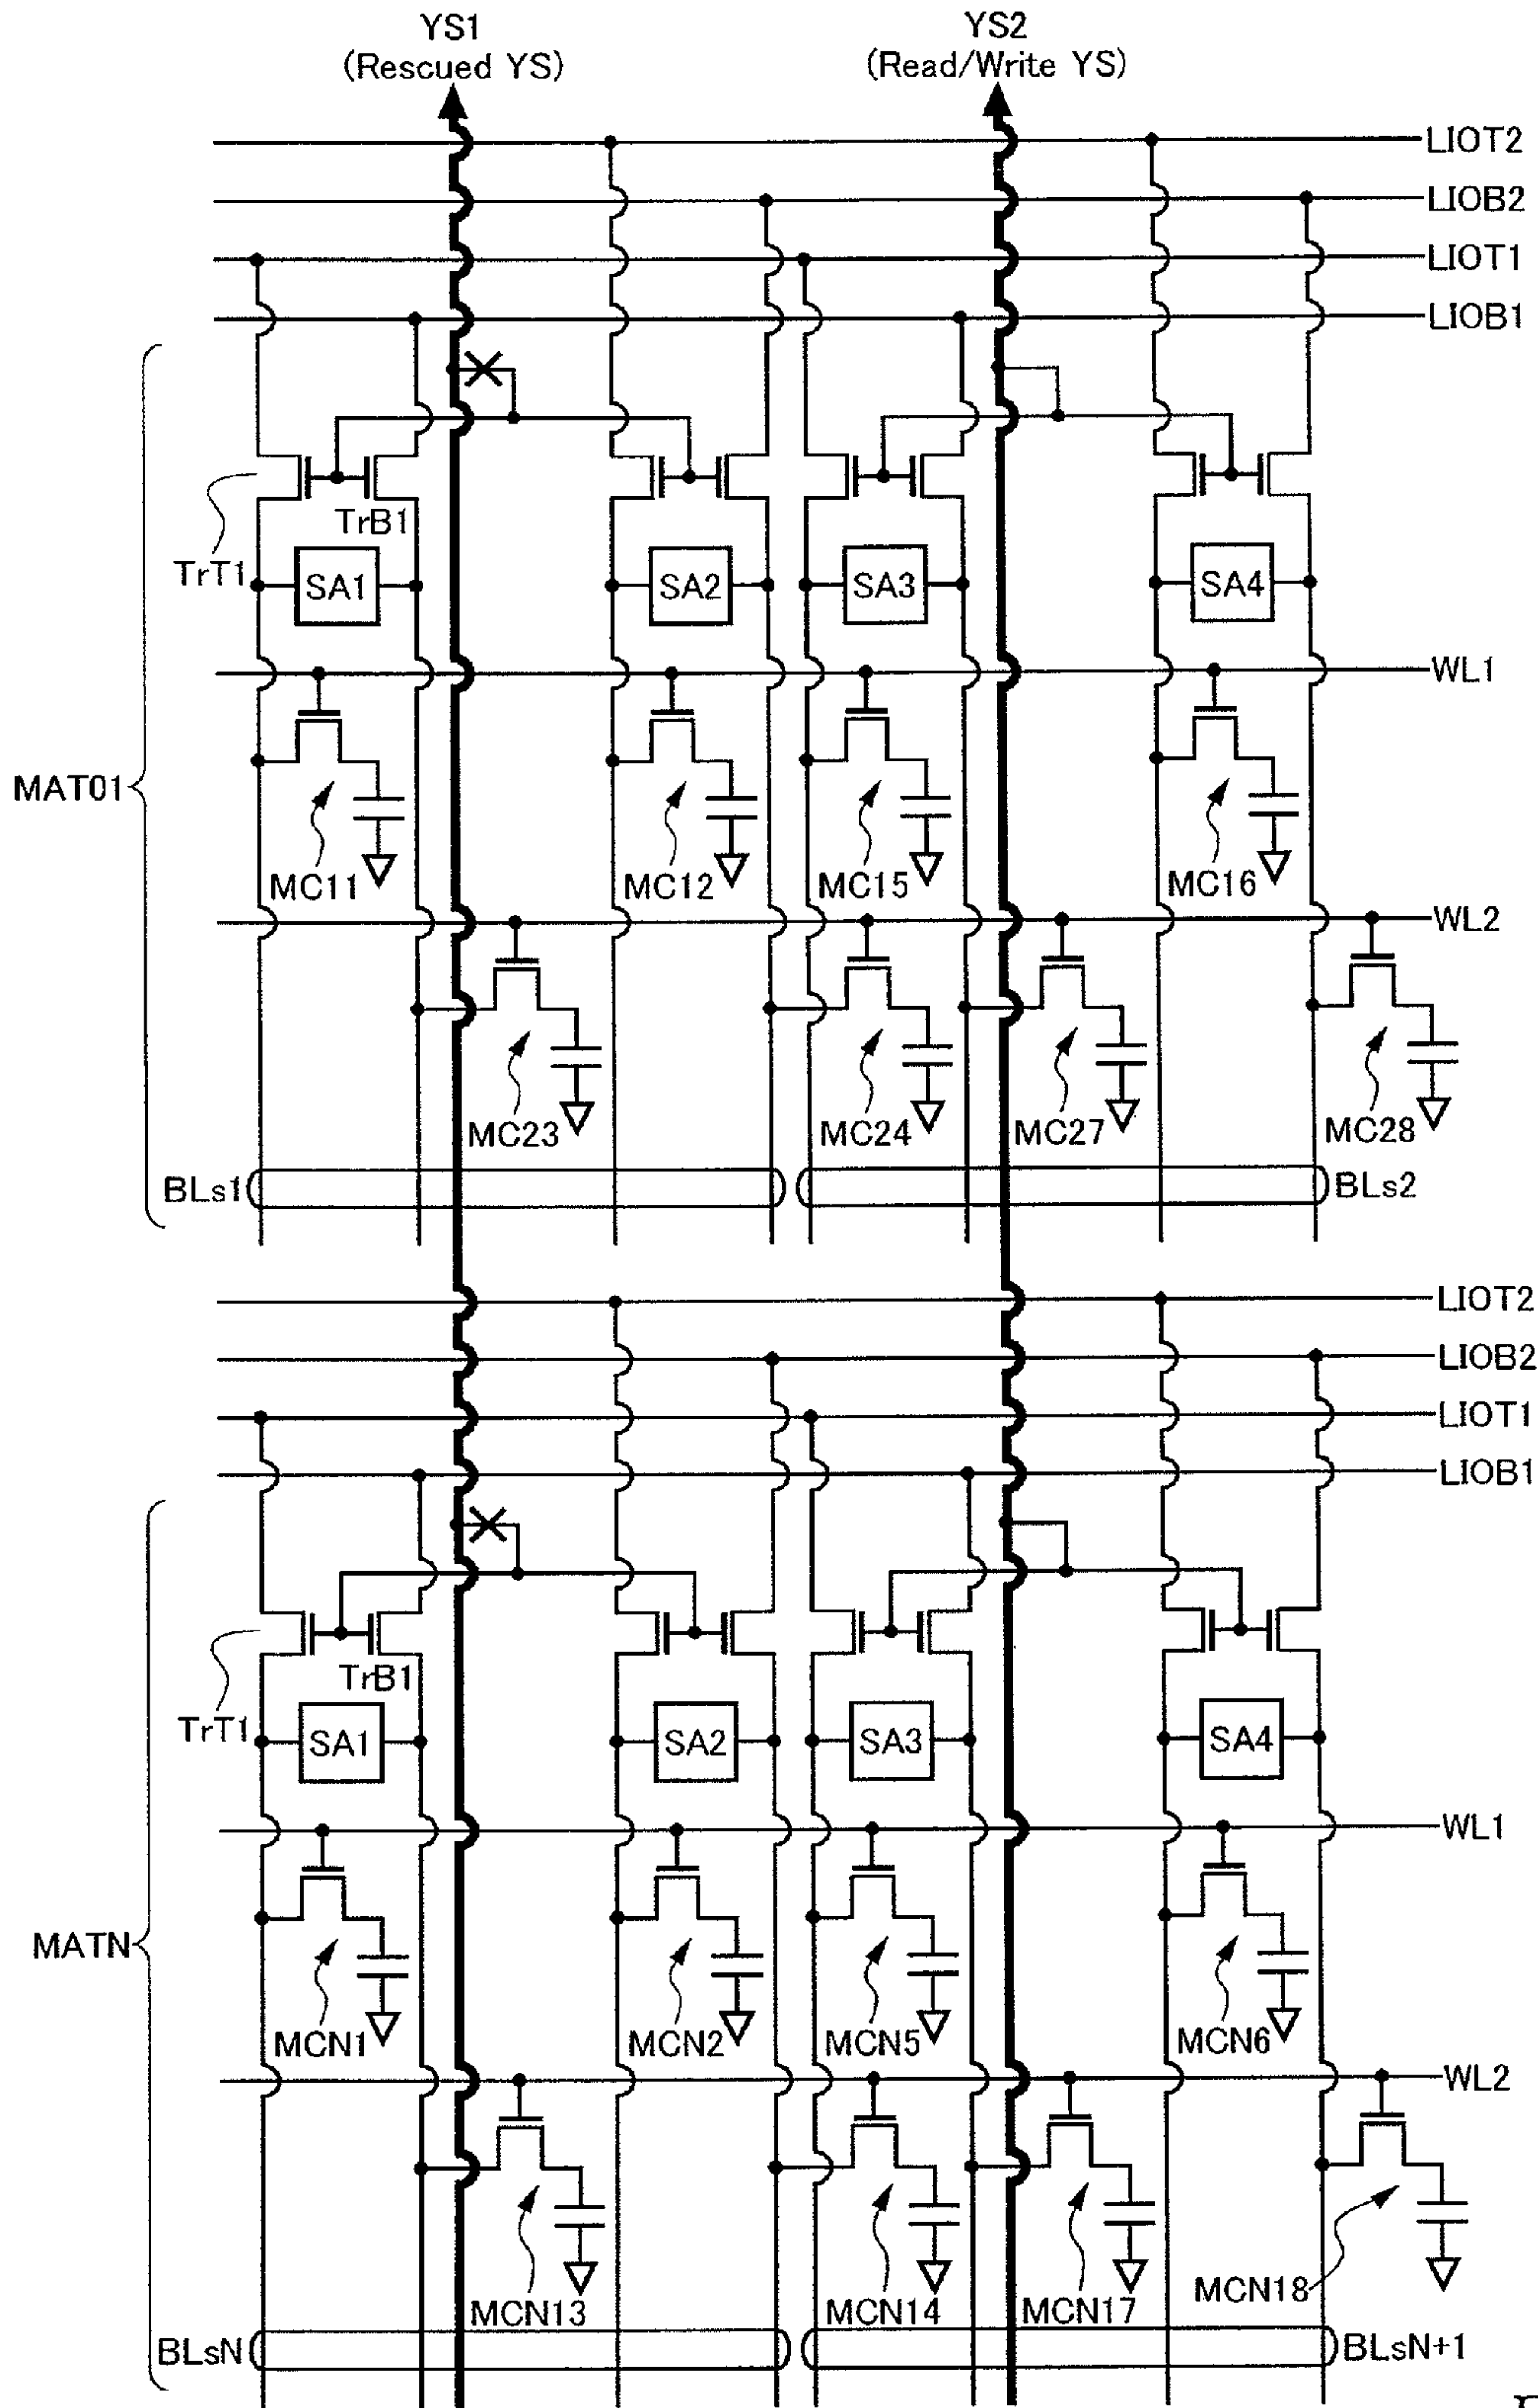 YS1
(Rescued YS)
YS2
(Read/Write YS)
LIOT2
LIOB2
LIOT1
LIOB1
TrT1
TrB1
SA1
SA2
SA3
SA4
WL1
MAT01
MC11
MC12
MC15
MC16
WL2
MC23
MC24
MC27
MC28
BLs1
BLs2
LIOT2
LIOB2
LIOT1
LIOB1
TrT1
TrB1
SA1
SA2
SA3
SA4
WL1
MATN
MCN1
MCN2
MCN5
MCN6
WL2
MCN13
MCN14
MCN17
MCN18
BLsN
BLsN+1